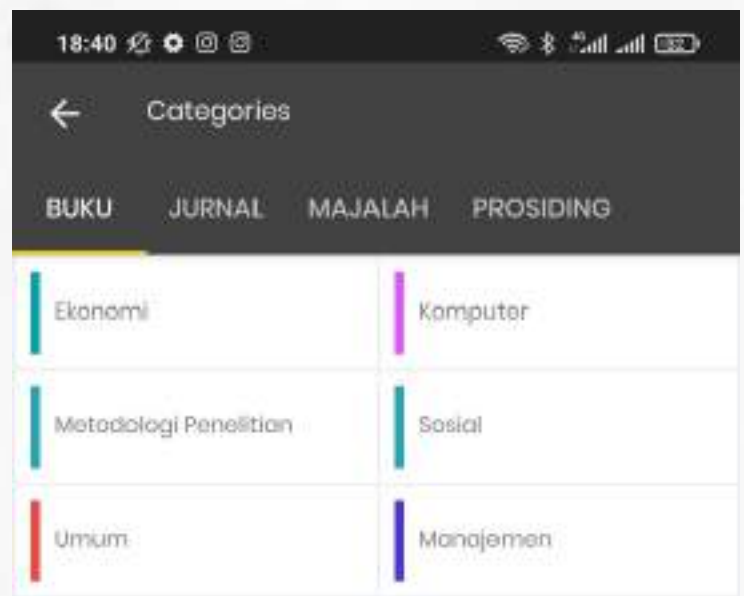 18:40
Categories
BUKU JURNAL MAJALAH PROSIDING
Ekonomi Komputer
Metodologi Penelitian Sosial
Umum Manajemen